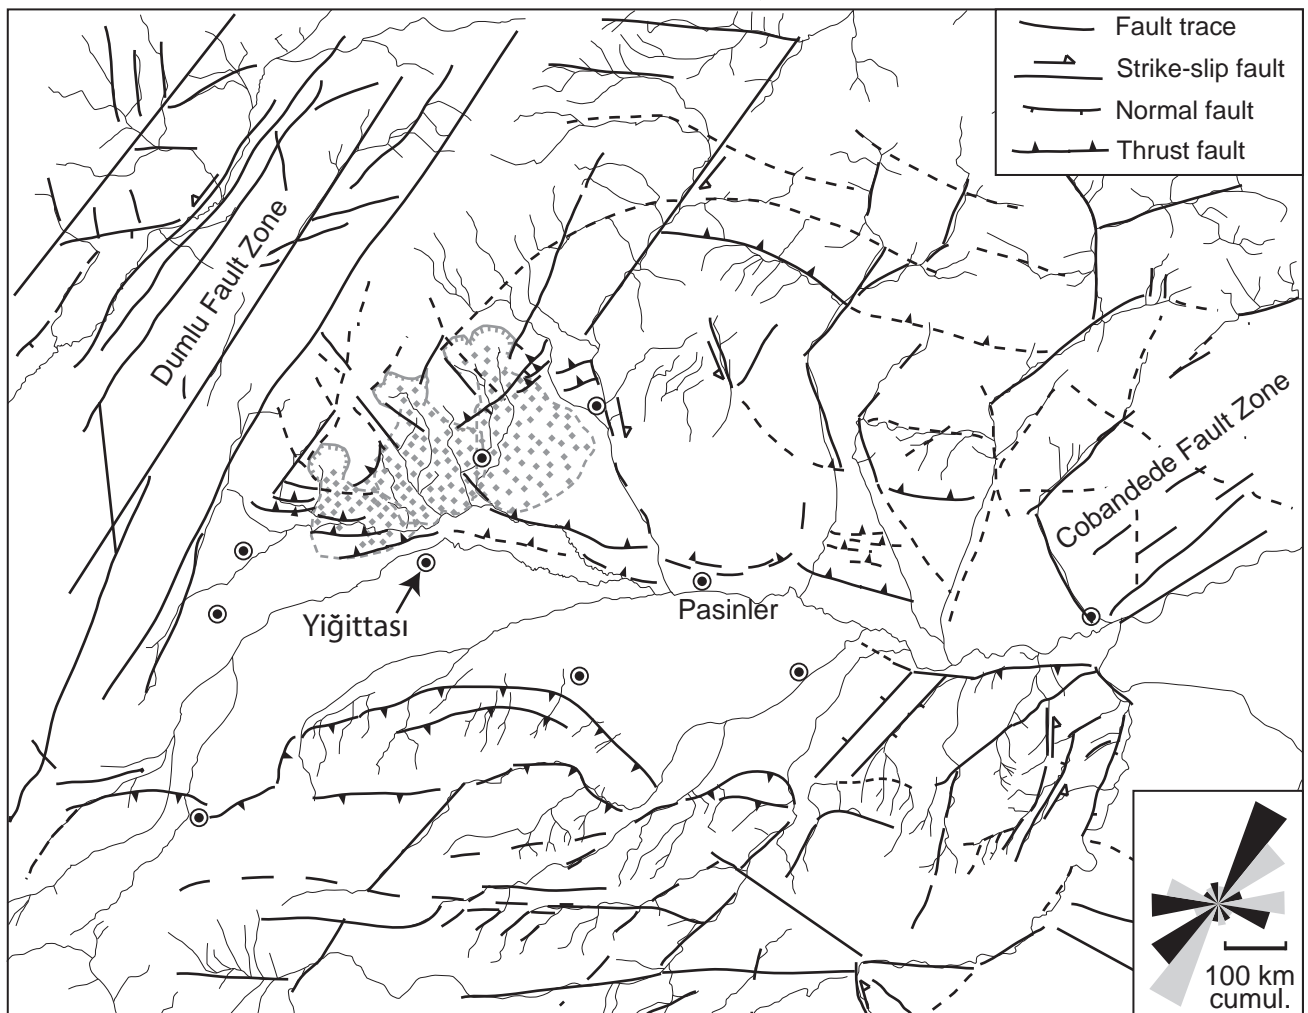 Fault trace
Strike-slip fault
Normal fault
Thrust fault
Dumlu Fault Zone
Cobandede Fault Zone
Yiğittası
Pasinler
100 km
cumul.